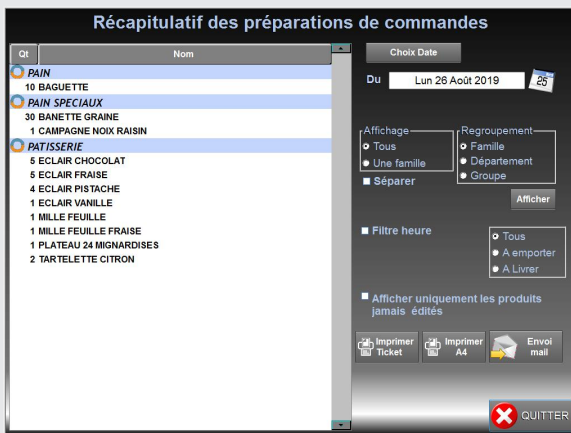 Récapitulatif des préparations de commandes
Qt Nom
PAIN
10 BAGUETTE
PAIN SPECIAUX
30 BANETTE GRAINE
1 CAMPAGNE NOIX RAISIN
PATISSERIE
5 ECLAIR CHOCOLAT
5 ECLAIR FRAISE
4 ECLAIR PISTACHE
1 ECLAIR VANILLE
1 MILLE FEUILLE
1 MILLE FEUILLE FRAISE
1 PLATEAU 24 MIGNARDISES
2 TARTELETTE CITRON
Choix Date
Du Lun 26 Août 2019 25
Affichage
Tous
Une famille
Séparer
Regroupement
Famille
Département
Groupe
Afficher
Filtre heure
Tous
A emporter
A Livrer
Afficher uniquement les produits
jamais édités
Imprimer
Ticket
Imprimer
A4
Envoi
mail
QUITTER